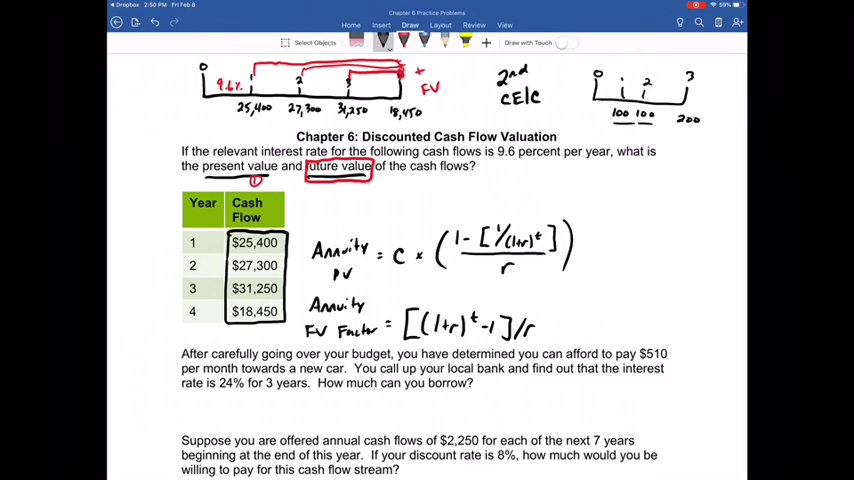 Dropbox 2:50 PM Fri Feb 8
Chapter 6 Practice Problems
59%
Home Insert Draw Layout Review View
Select Objects
Draw with Touch
0 9.6% 2 3 +
FV
25,400 27,300 31,250 18,450
2nd
CE/C
0 1 2 3
100 100 200
Chapter 6: Discounted Cash Flow Valuation
If the relevant interest rate for the following cash flows is 9.6 percent per year, what is
the present value and future value of the cash flows?
1
Year Cash
Flow
1 $25,400
2 $27,300
3 $31,250
4 $18,450
Annuity PV = C × (1 - [1/(1+r)^t] / r)
Annuity
FV Factor = [(1+r)^t -1]/r
After carefully going over your budget, you have determined you can afford to pay $510
per month towards a new car. You call up your local bank and find out that the interest
rate is 24% for 3 years. How much can you borrow?
Suppose you are offered annual cash flows of $2,250 for each of the next 7 years
beginning at the end of this year. If your discount rate is 8%, how much would you be
willing to pay for this cash flow stream?